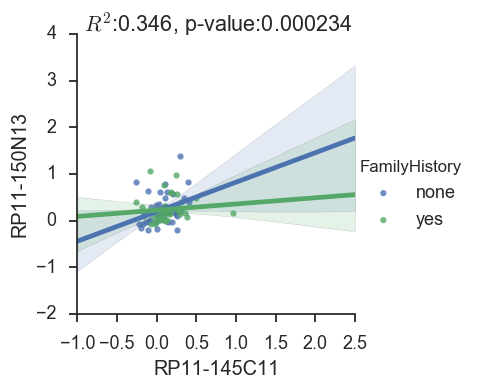 R²:0.346, p-value:0.000234
4
3
2
1
0
−1
−2
RP11-150N13
−1.0 −0.5 0.0 0.5 1.0 1.5 2.0 2.5
RP11-145C11
FamilyHistory
none
yes